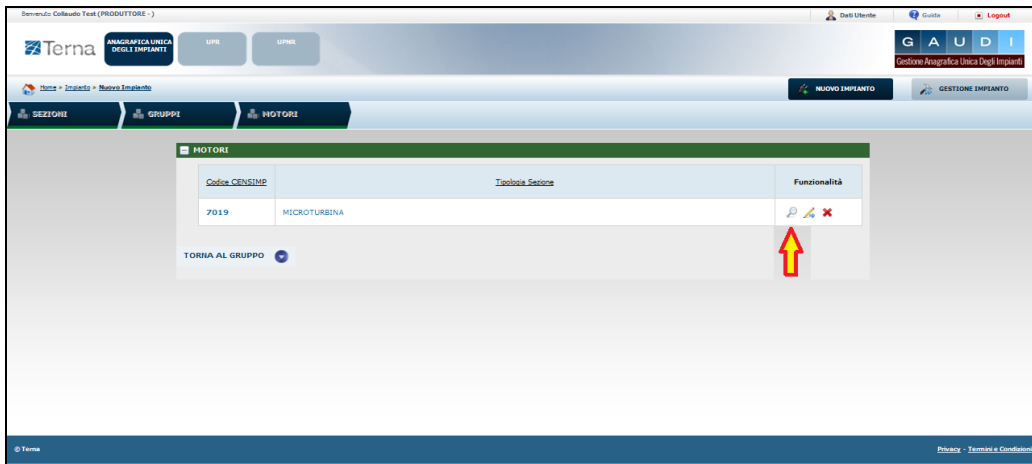 Benvenuto Collaudo Test (PRODUTTORE - )
Dati Utente
Guida
Logout
Terna
ANAGRAFICA UNICA
DEGLI IMPIANTI
UPR
UPNR
G A U D I
Gestione Anagrafica Unica Degli Impianti
Home > Impianto > Nuovo Impianto
NUOVO IMPIANTO
GESTIONE IMPIANTO
SEZIONI
GRUPPI
MOTORI
MOTORI
Codice CENSIMP
Tipologia Sezione
Funzionalità
7019
MICROTURBINA
TORNA AL GRUPPO
© Terna
Privacy - Termini e Condizioni